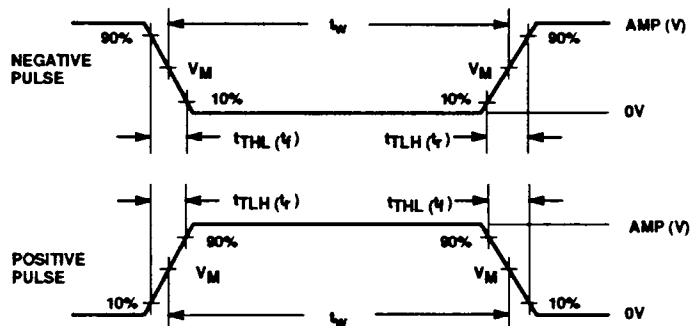 tw AMP (V)
90% 90%
NEGATIVE
PULSE
VM VM
10% 10%
0V
tTHL (tf) tTLH (tr)
tTLH (tr) tTHL (tf)
AMP (V)
90% 90%
POSITIVE
PULSE
VM VM
10% 10%
tw 0V